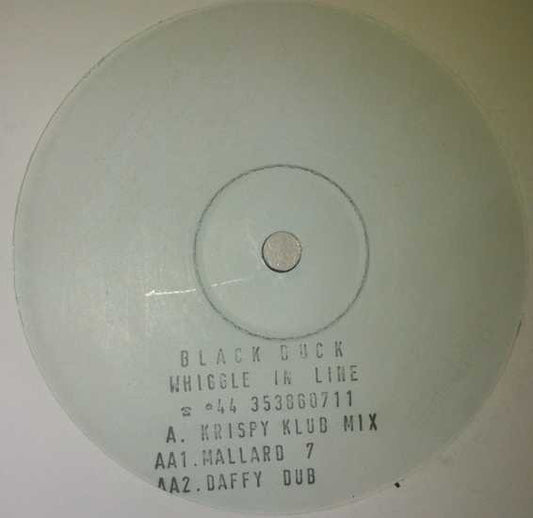 BLACK DUCK
WHIGGLE IN LINE
☎ *44 353860711
A. KRISPY KLUB MIX
AA1.MALLARD 7
AA2.DAFFY DUB